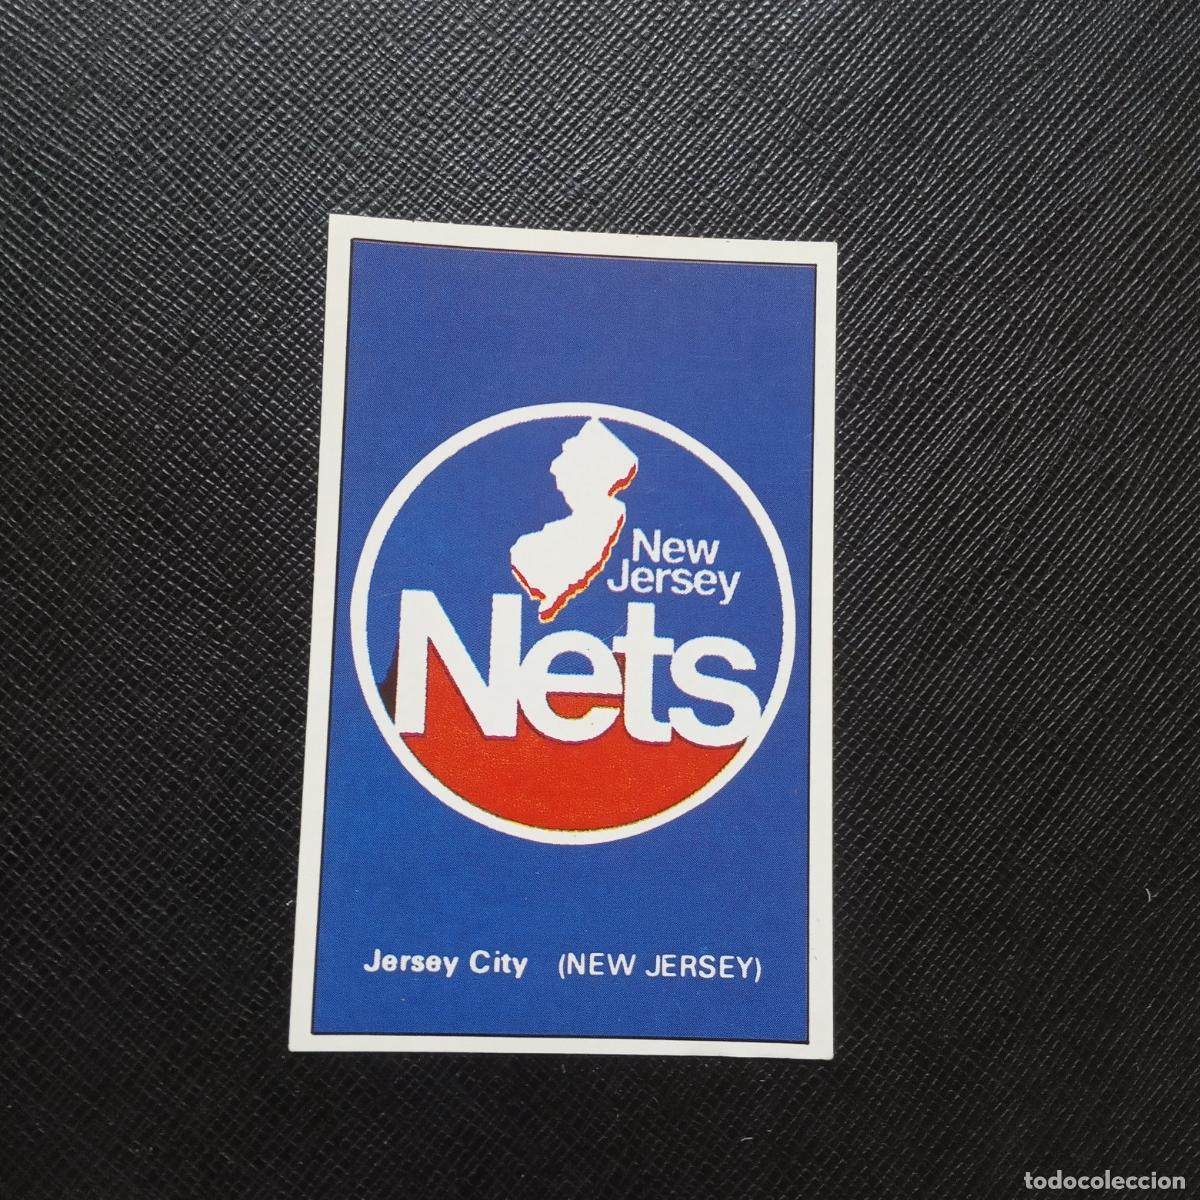 New
Jersey
Nets
Jersey City (NEW JERSEY)
todocoleccion